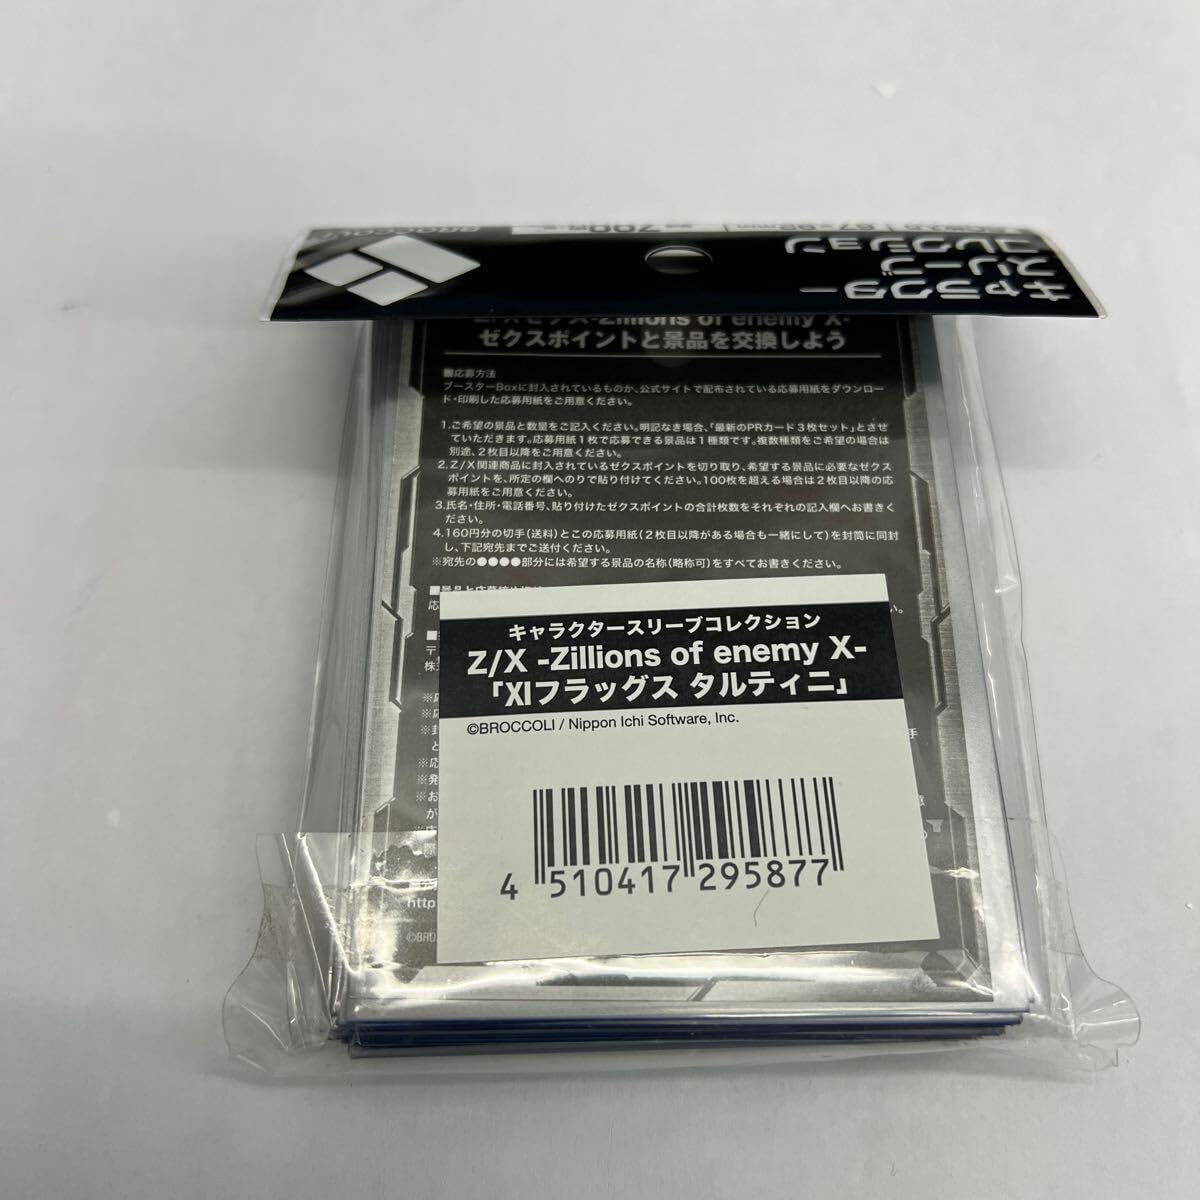 BROCCOLI
700円
67×92mm
キャラクター
スリーブ
コレクション
Z/X ゼクス-Zillions of enemy X-
ゼクスポイントと景品を交換しよう
■応募方法
ブースターBoxに封入されているものか、公式サイトで配布されている応募用紙をダウンロー
ド・印刷した応募用紙をご用意ください。
1.ご希望の景品と数量をご記入ください。明記なき場合、「最新のPRカード3枚セット」とさせ
ていただきます。応募用紙1枚で応募できる景品は1種類です。複数種類をご希望の場合は
別途、2枚目以降をご用意ください。
2.Z/X関連商品に封入されているゼクスポイントを切り取り、希望する景品に必要なゼクス
ポイントを、所定の欄へのりで貼り付けてください。100枚を超える場合は2枚目以降の応
募用紙をご用意ください。
3.氏名・住所・電話番号、貼り付けたゼクスポイントの合計枚数をそれぞれの記入欄へお書きく
ださい。
4.160円分の切手(送料)とこの応募用紙(2枚目以降がある場合も一緒にして)を封筒に同封
し、下記宛先までご送付ください。
※宛先の●●●●部分には希望する景品の名称(略称可)をすべてお書きください。
キャラクタースリーブコレクション
Z/X -Zillions of enemy X-
「XIフラッグス タルティニ」
©BROCCOLI / Nippon Ichi Software, Inc.
4 510417 295877
http
©BRO